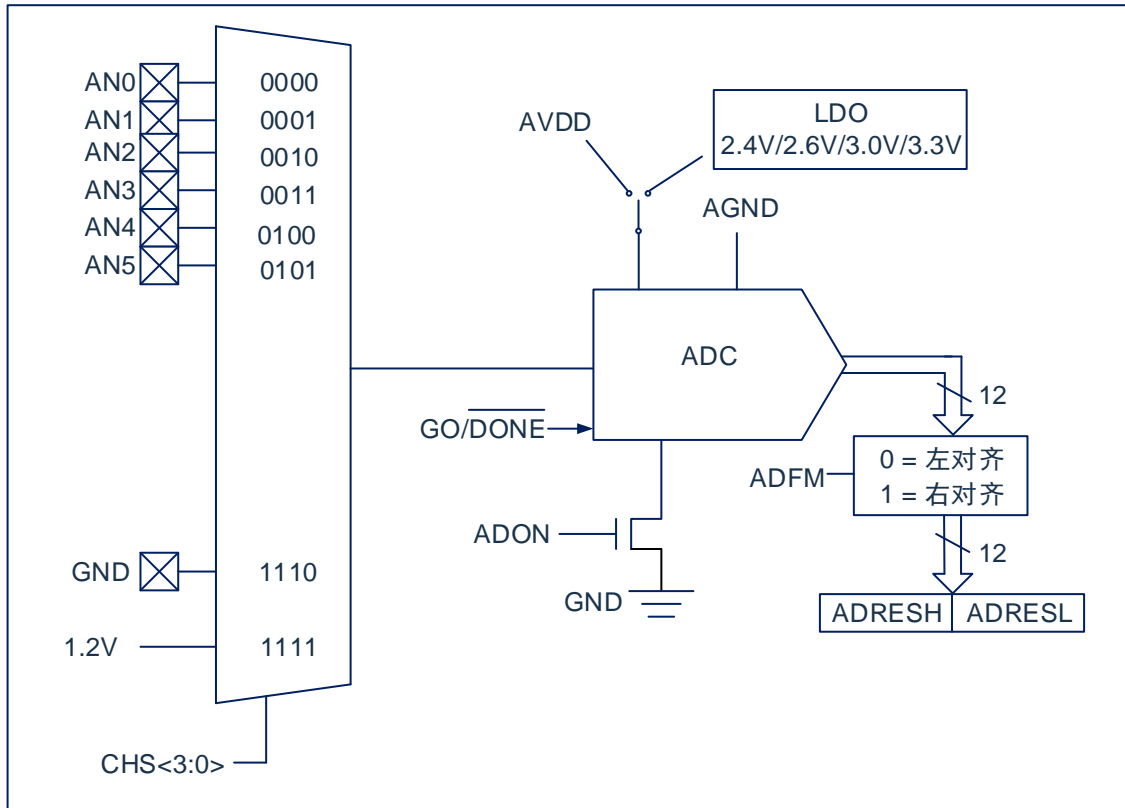 AN0
0000
AN1
0001
AN2
0010
AN3
0011
AN4
0100
AN5
0101
AVDD
LDO
2.4V/2.6V/3.0V/3.3V
AGND
ADC
GO/DONE
12
ADFM
0 = 左对齐
1 = 右对齐
ADON
12
GND
1110
GND
ADRESH
ADRESL
1.2V
1111
CHS<3:0>